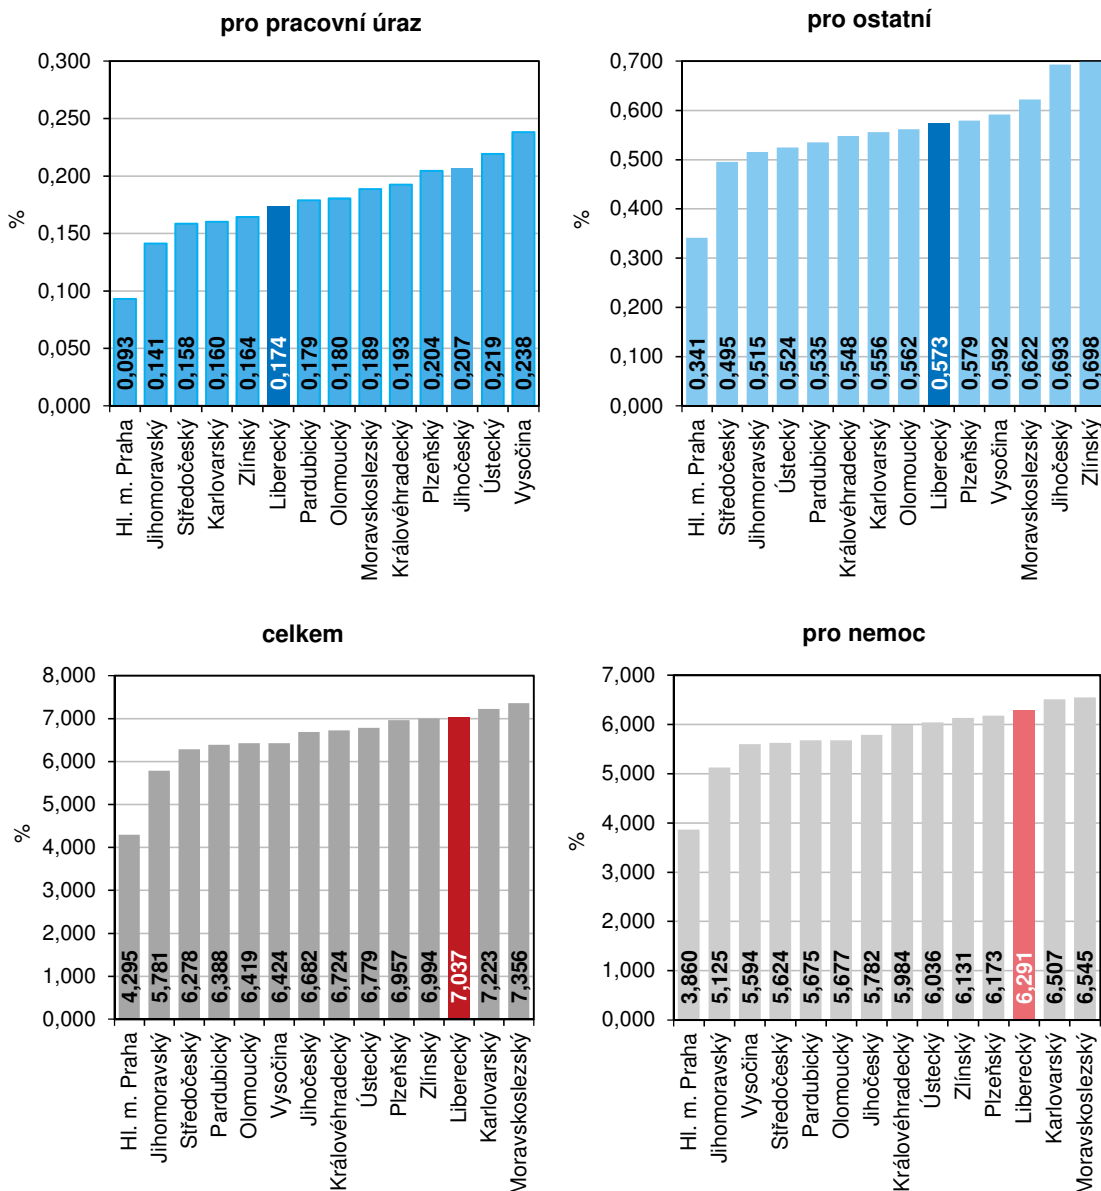 pro pracovní úraz
0,300
0,250
0,200
0,150
0,100
0,050
0,000
%
0,093
0,141
0,158
0,160
0,164
0,174
0,179
0,180
0,189
0,193
0,204
0,207
0,219
0,238
Hl. m. Praha
Jihomoravský
Středočeský
Karlovarský
Zlínský
Liberecký
Pardubický
Olomoucký
Moravskoslezský
Královéhradecký
Plzeňský
Jihočeský
Ústecký
Vysočina
pro ostatní
0,700
0,600
0,500
0,400
0,300
0,200
0,100
0,000
%
0,341
0,495
0,515
0,524
0,535
0,548
0,556
0,562
0,573
0,579
0,592
0,622
0,693
0,698
Hl. m. Praha
Středočeský
Jihomoravský
Ústecký
Pardubický
Královéhradecký
Karlovarský
Olomoucký
Liberecký
Plzeňský
Vysočina
Moravskoslezský
Jihočeský
Zlínský
celkem
8,000
7,000
6,000
5,000
4,000
3,000
2,000
1,000
0,000
%
4,295
5,781
6,278
6,388
6,419
6,424
6,682
6,724
6,779
6,957
6,994
7,037
7,223
7,356
Hl. m. Praha
Jihomoravský
Středočeský
Pardubický
Olomoucký
Vysočina
Jihočeský
Královéhradecký
Ústecký
Plzeňský
Zlínský
Liberecký
Karlovarský
Moravskoslezský
pro nemoc
7,000
6,000
5,000
4,000
3,000
2,000
1,000
0,000
%
3,860
5,125
5,594
5,624
5,675
5,677
5,782
5,984
6,036
6,131
6,173
6,291
6,507
6,545
Hl. m. Praha
Jihomoravský
Vysočina
Středočeský
Pardubický
Olomoucký
Jihočeský
Královéhradecký
Ústecký
Zlínský
Plzeňský
Liberecký
Karlovarský
Moravskoslezský